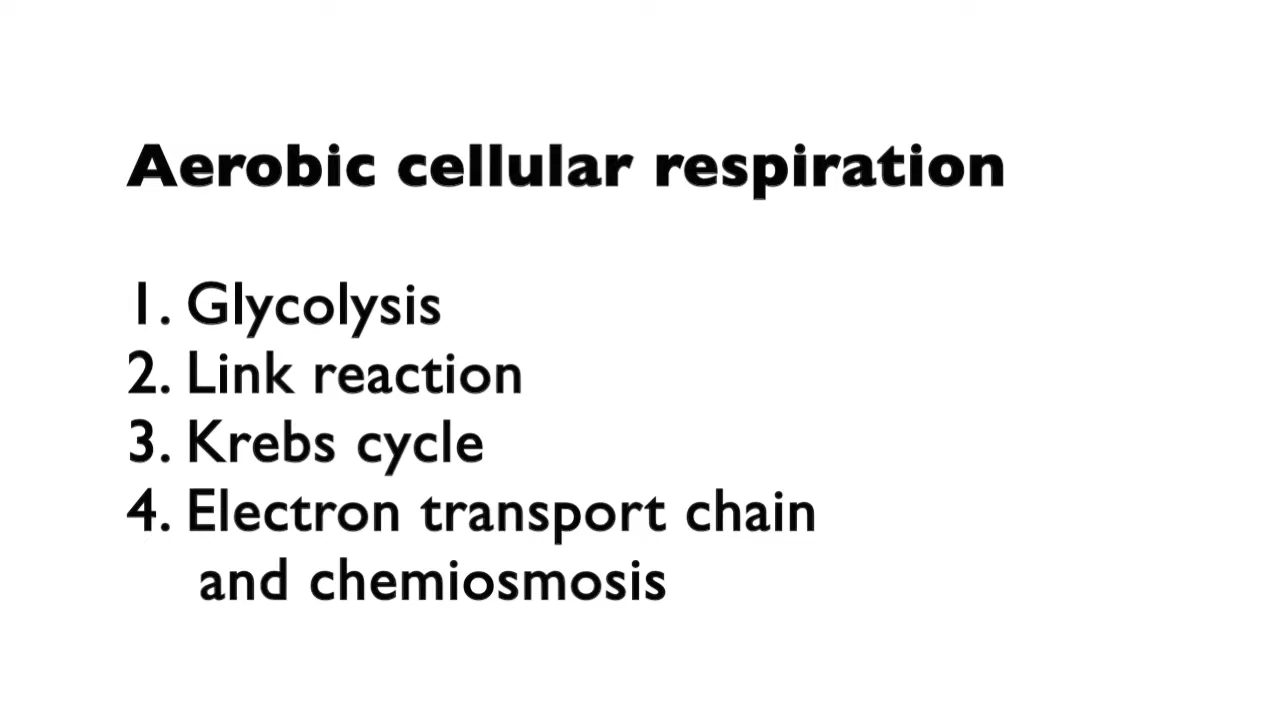 Aerobic cellular respiration
1. Glycolysis
2. Link reaction
3. Krebs cycle
4. Electron transport chain
and chemiosmosis